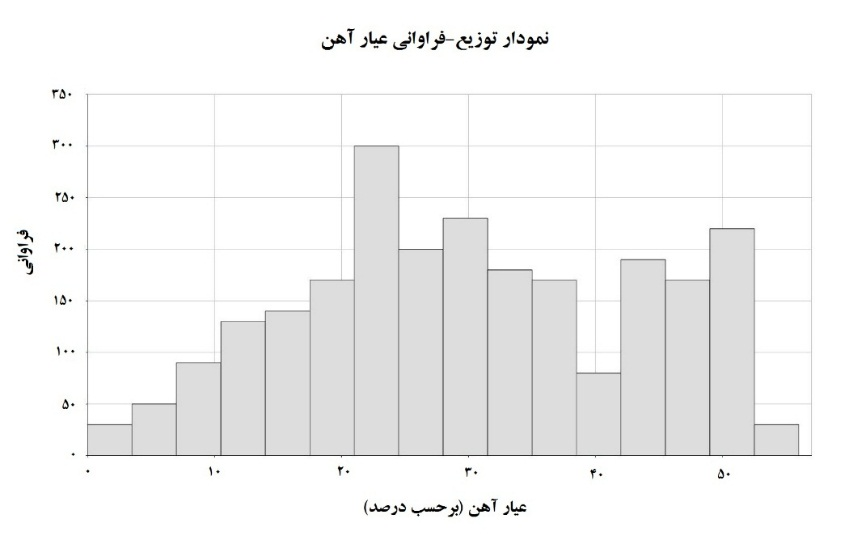 نمودار توزیع-فراوانی عیار آهن
۳۵۰
۳۰۰
۲۵۰
۲۰۰
۱۵۰
۱۰۰
۵۰
۰
فراوانی
۰ ۱۰ ۲۰ ۳۰ ۴۰ ۵۰
عیار آهن (برحسب درصد)